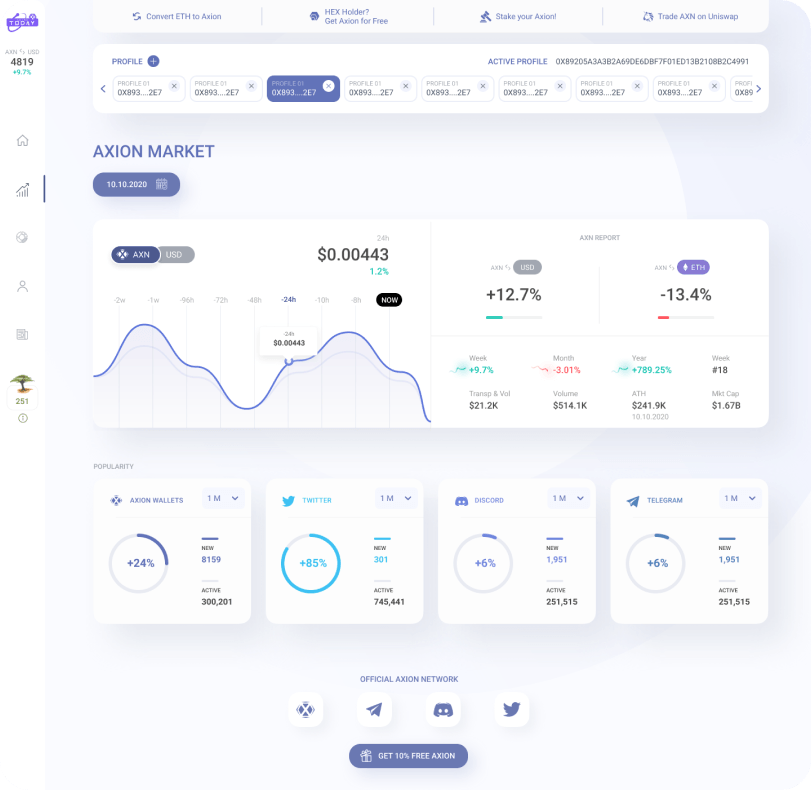 TODAY
AXN USD
4819
+9.7%
251
Convert ETH to Axion
HEX Holder?
Get Axion for Free
Stake your Axion!
Trade AXN on Uniswap
PROFILE
ACTIVE PROFILE 0X89205A3A3B2A69DE6DBF7F01ED13B2108B2C4991
PROFILE 01 PROFILE 01 PROFILE 01 PROFILE 01 PROFILE 01 PROFILE 01 PROFILE 01 PROFILE 01 PROFI
0X893....2E7 0X893....2E7 0X893....2E7 0X893....2E7 0X893....2E7 0X893....2E7 0X893....2E7 0X893....2E7 0X89
AXION MARKET
10.10.2020
AXN USD
24h
$0.00443
1.2%
-2w -1w -96h -72h -48h -24h -10h -8h NOW
-24h
$0.00443
AXN REPORT
AXN USD
+12.7%
AXN ETH
-13.4%
Week Month Year Week
+9.7% -3.01% +789.25% #18
Transp & Vol Volume ATH Mkt Cap
$21.2K $514.1K $241.9K $1.67B
10.10.2020
POPULARITY
AXION WALLETS 1 M
+24%
NEW
8159
ACTIVE
300,201
TWITTER 1 M
+85%
NEW
301
ACTIVE
745,441
DISCORD 1 M
+6%
NEW
1,951
ACTIVE
251,515
TELEGRAM 1 M
+6%
NEW
1,951
ACTIVE
251,515
OFFICIAL AXION NETWORK
GET 10% FREE AXION